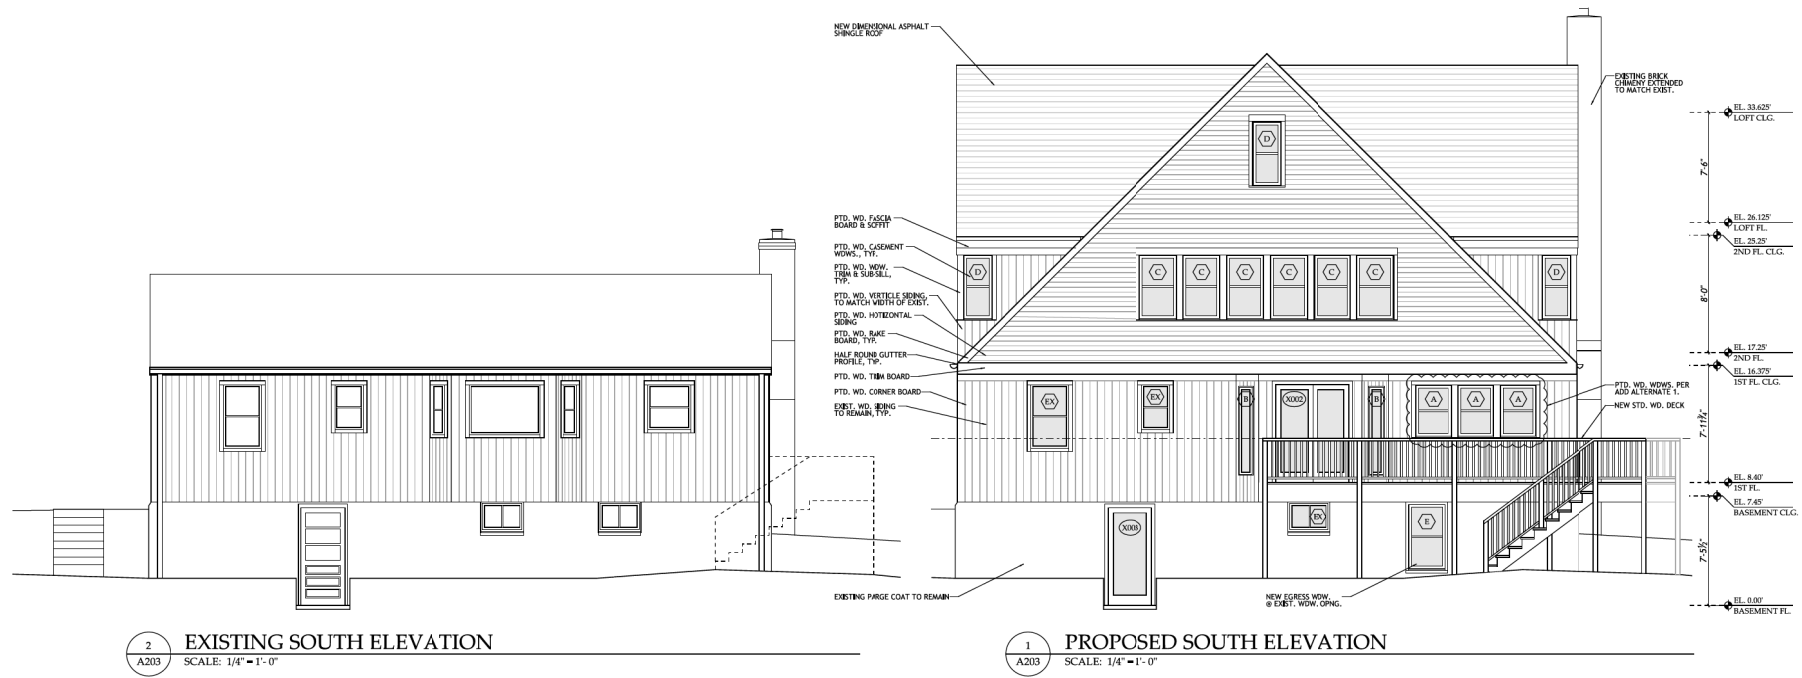 NEW DIMENSIONAL ASPHALT
SHINGLE ROOF
EXISTING BRICK
CHIMENY EXTENDED
TO MATCH EXIST.
EL. 33.625'
LOFT CLG.
7'-6"
EL. 26.125'
LOFT FL.
EL. 25.25'
2ND FL. CLG.
8'-0"
EL. 17.25'
2ND FL.
EL. 16.375'
1ST FL. CLG.
7'-11¼"
EL. 8.40'
1ST FL.
EL. 7.45'
BASEMENT CLG.
7'-5½"
EL. 0.00'
BASEMENT FL.
PTD. WD. FASCIA
BOARD & SOFFIT
PTD. WD. CASEMENT
WDWS., TYP.
PTD. WD. WDW.
TRIM & SUB-SILL,
TYP.
PTD. WD. VERTICLE SIDING,
TO MATCH WIDTH OF EXIST.
PTD. WD. HOTIZONTAL
SIDING
PTD. WD. RAKE
BOARD, TYP.
HALF ROUND GUTTER
PROFILE, TYP.
PTD. WD. TRIM BOARD
PTD. WD. CORNER BOARD
EXIST. WD. SIDING
TO REMAIN, TYP.
D
D
C
C
C
C
C
C
D
EX
EX
B
X002
B
A
A
A
PTD. WD. WDWS. PER
ADD ALTERNATE 1.
NEW STD. WD. DECK
X003
EX
E
EXISTING PARGE COAT TO REMAIN
NEW EGRESS WDW.
@ EXIST. WDW. OPNG.
2
A203
EXISTING SOUTH ELEVATION
SCALE: 1/4" = 1'- 0"
1
A203
PROPOSED SOUTH ELEVATION
SCALE: 1/4" = 1'- 0"